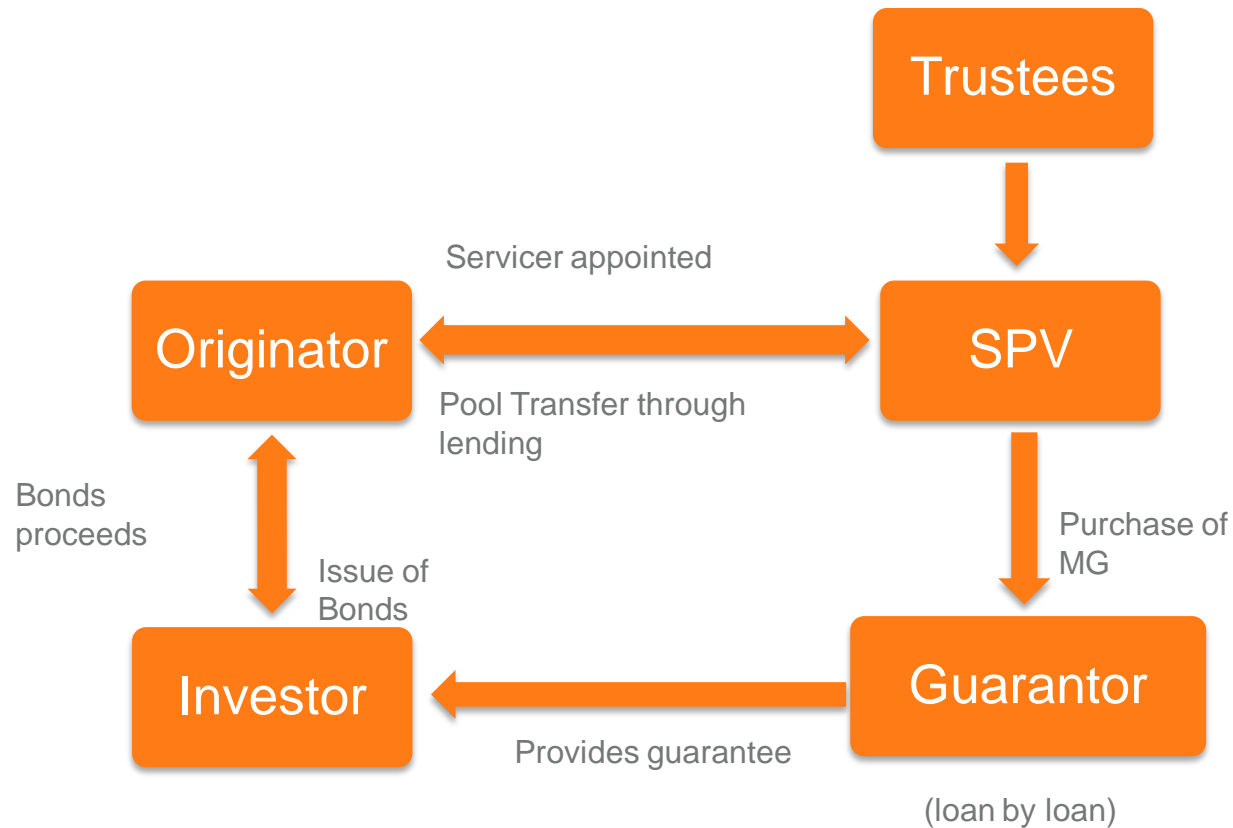 Trustees
Servicer appointed
Originator
SPV
Pool Transfer through
lending
Bonds
proceeds
Issue of
Bonds
Purchase of
MG
Investor
Guarantor
Provides guarantee
(loan by loan)